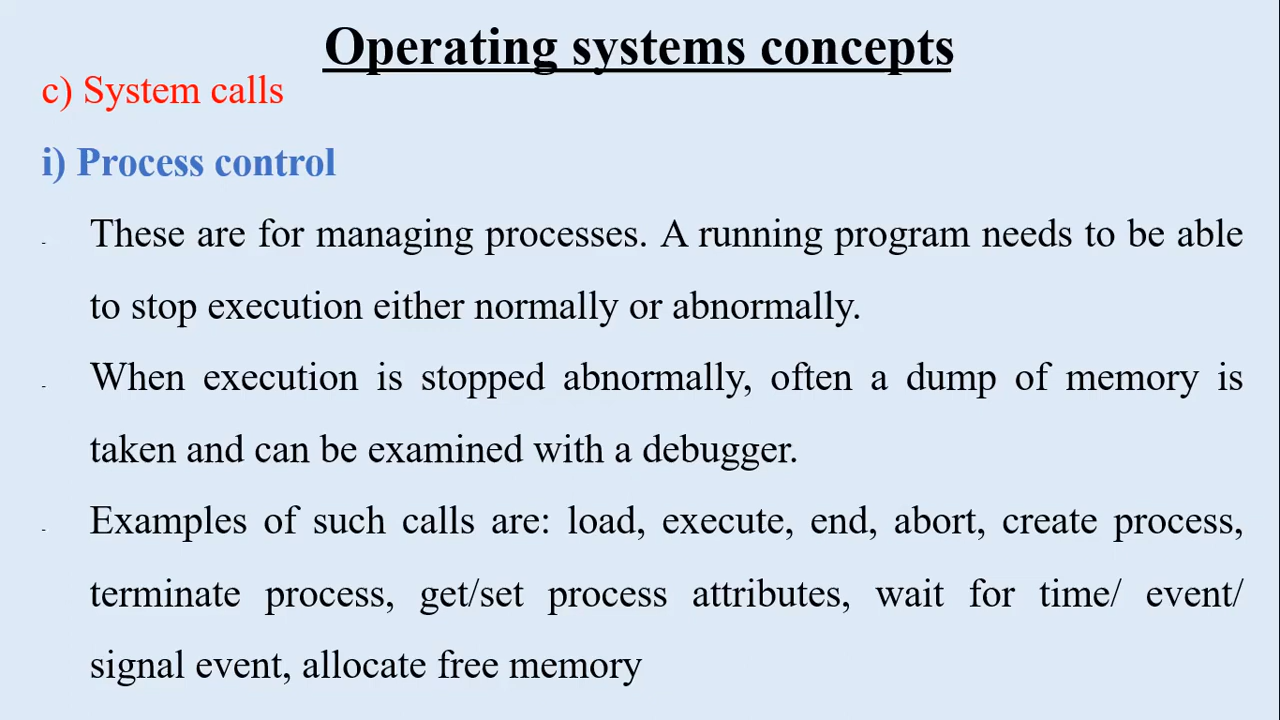 Operating systems concepts
c) System calls
i) Process control
- These are for managing processes. A running program needs to be able
to stop execution either normally or abnormally.
- When execution is stopped abnormally, often a dump of memory is
taken and can be examined with a debugger.
- Examples of such calls are: load, execute, end, abort, create process,
terminate process, get/set process attributes, wait for time/ event/
signal event, allocate free memory